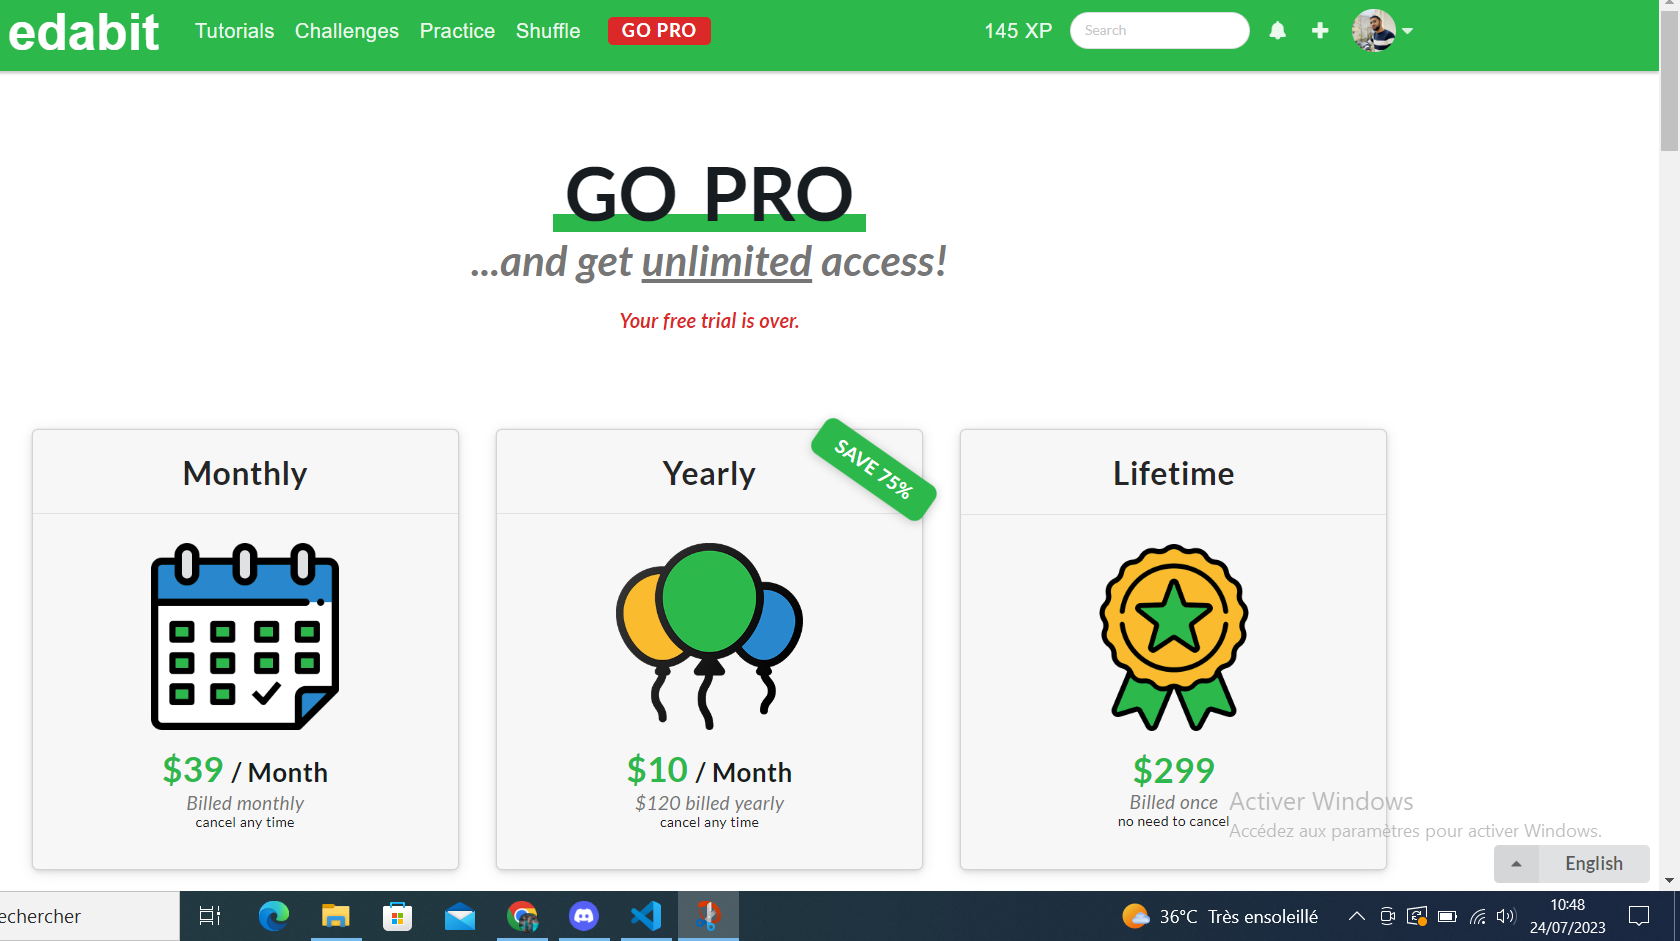 edabit
Tutorials Challenges Practice Shuffle GO PRO 145 XP Search
GO PRO
...and get unlimited access!
Your free trial is over.
Monthly
$39 / Month
Billed monthly
cancel any time
Yearly
SAVE 75%
$10 / Month
$120 billed yearly
cancel any time
Lifetime
$299
Billed once
no need to cancel
Activer Windows
Accédez aux paramètres pour activer Windows.
English
echercher
36°C Très ensoleillé
10:48
24/07/2023